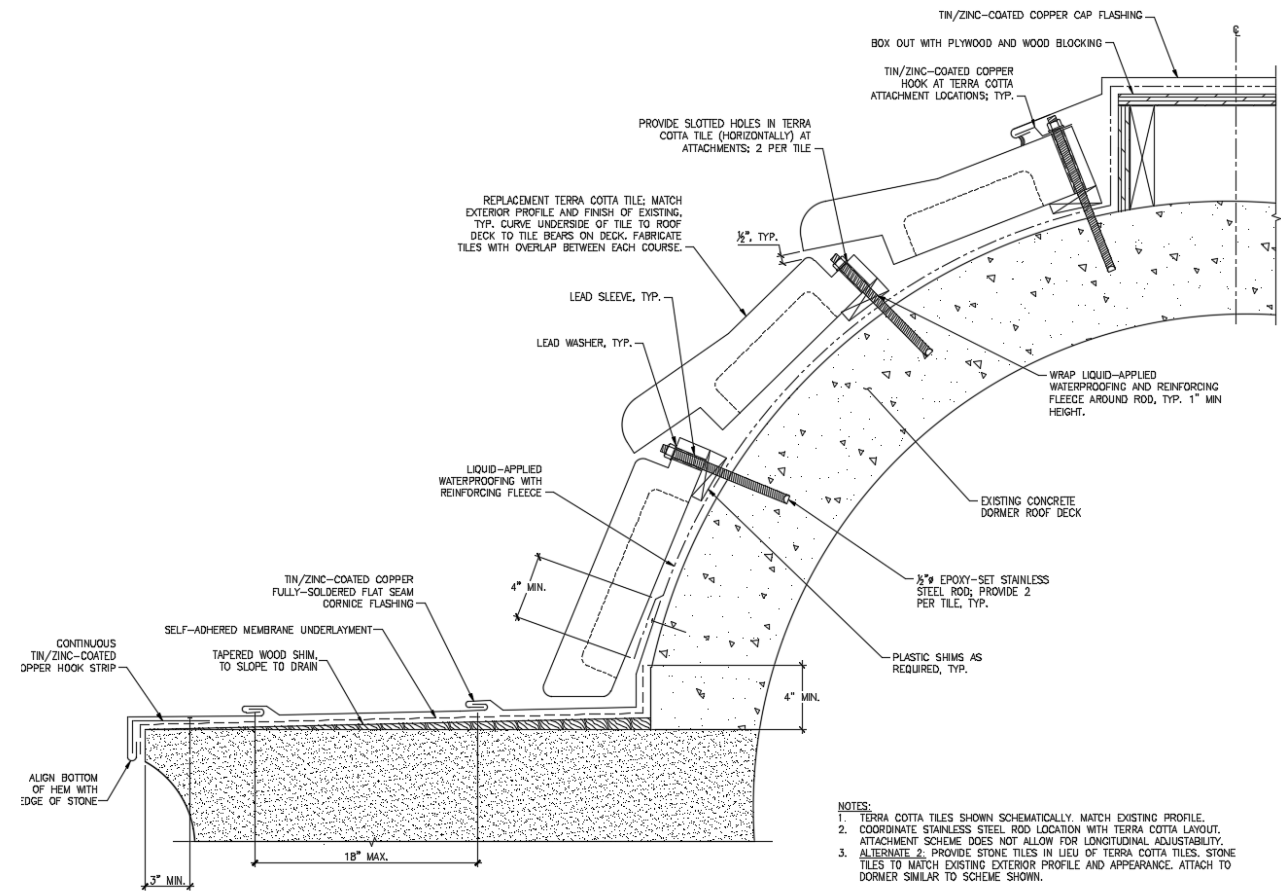 TIN/ZINC-COATED COPPER CAP FLASHING
BOX OUT WITH PLYWOOD AND WOOD BLOCKING
TIN/ZINC-COATED COPPER
HOOK AT TERRA COTTA
ATTACHMENT LOCATIONS; TYP.
PROVIDE SLOTTED HOLES IN TERRA
COTTA TILE (HORIZONTALLY) AT
ATTACHMENTS; 2 PER TILE
REPLACEMENT TERRA COTTA TILE; MATCH
EXTERIOR PROFILE AND FINISH OF EXISTING,
TYP. CURVE UNDERSIDE OF TILE TO ROOF
DECK TO TILE BEARS ON DECK. FABRICATE
TILES WITH OVERLAP BETWEEN EACH COURSE.
½", TYP.
LEAD SLEEVE, TYP.
LEAD WASHER, TYP.
WRAP LIQUID-APPLIED
WATERPROOFING AND REINFORCING
FLEECE AROUND ROD, TYP. 1" MIN
HEIGHT.
LIQUID-APPLIED
WATERPROOFING WITH
REINFORCING FLEECE
EXISTING CONCRETE
DORMER ROOF DECK
4" MIN.
½"ø EPOXY-SET STAINLESS
STEEL ROD; PROVIDE 2
PER TILE, TYP.
TIN/ZINC-COATED COPPER
FULLY-SOLDERED FLAT SEAM
CORNICE FLASHING
SELF-ADHERED MEMBRANE UNDERLAYMENT
TAPERED WOOD SHIM,
TO SLOPE TO DRAIN
CONTINUOUS
TIN/ZINC-COATED
OPPER HOOK STRIP
PLASTIC SHIMS AS
REQUIRED, TYP.
4" MIN.
ALIGN BOTTOM
OF HEM WITH
EDGE OF STONE
18" MAX.
3" MIN.
NOTES:
1. TERRA COTTA TILES SHOWN SCHEMATICALLY. MATCH EXISTING PROFILE.
2. COORDINATE STAINLESS STEEL ROD LOCATION WITH TERRA COTTA LAYOUT.
ATTACHMENT SCHEME DOES NOT ALLOW FOR LONGITUDINAL ADJUSTABILITY.
3. ALTERNATE 2: PROVIDE STONE TILES IN LIEU OF TERRA COTTA TILES. STONE
TILES TO MATCH EXISTING EXTERIOR PROFILE AND APPEARANCE. ATTACH TO
DORMER SIMILAR TO SCHEME SHOWN.